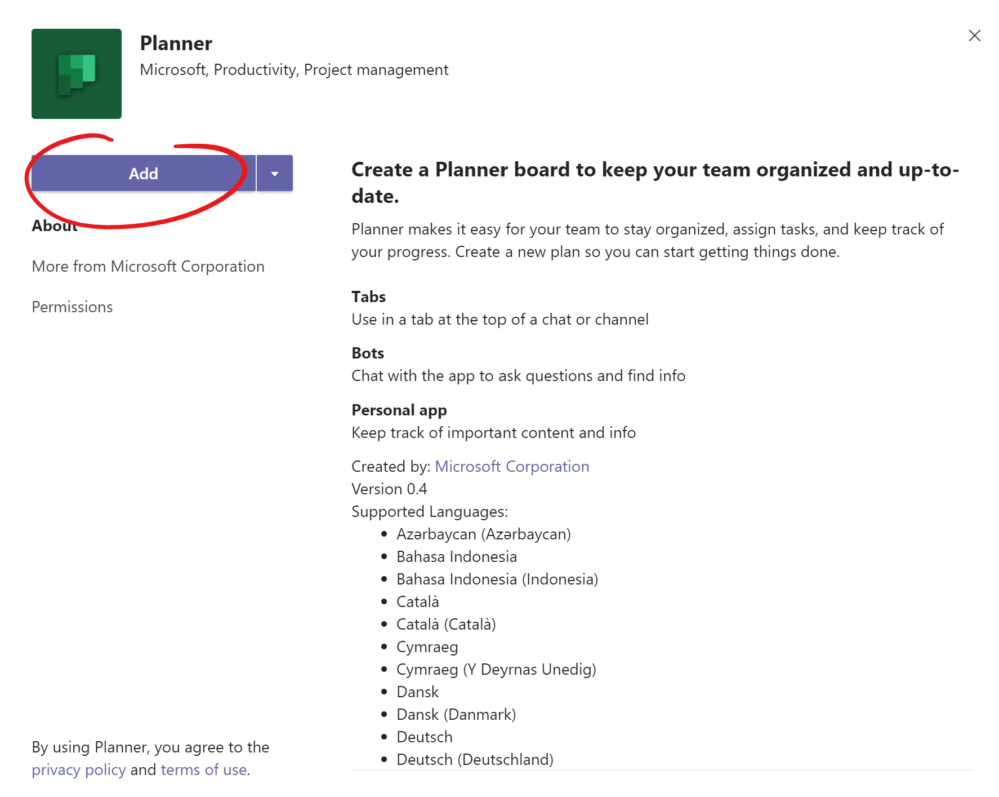 Planner
Microsoft, Productivity, Project management
Add
About
More from Microsoft Corporation
Permissions
By using Planner, you agree to the
privacy policy and terms of use.
Create a Planner board to keep your team organized and up-to-
date.
Planner makes it easy for your team to stay organized, assign tasks, and keep track of
your progress. Create a new plan so you can start getting things done.
Tabs
Use in a tab at the top of a chat or channel
Bots
Chat with the app to ask questions and find info
Personal app
Keep track of important content and info
Created by: Microsoft Corporation
Version 0.4
Supported Languages:
• Azərbaycan (Azərbaycan)
• Bahasa Indonesia
• Bahasa Indonesia (Indonesia)
• Català
• Català (Català)
• Cymraeg
• Cymraeg (Y Deyrnas Unedig)
• Dansk
• Dansk (Danmark)
• Deutsch
• Deutsch (Deutschland)